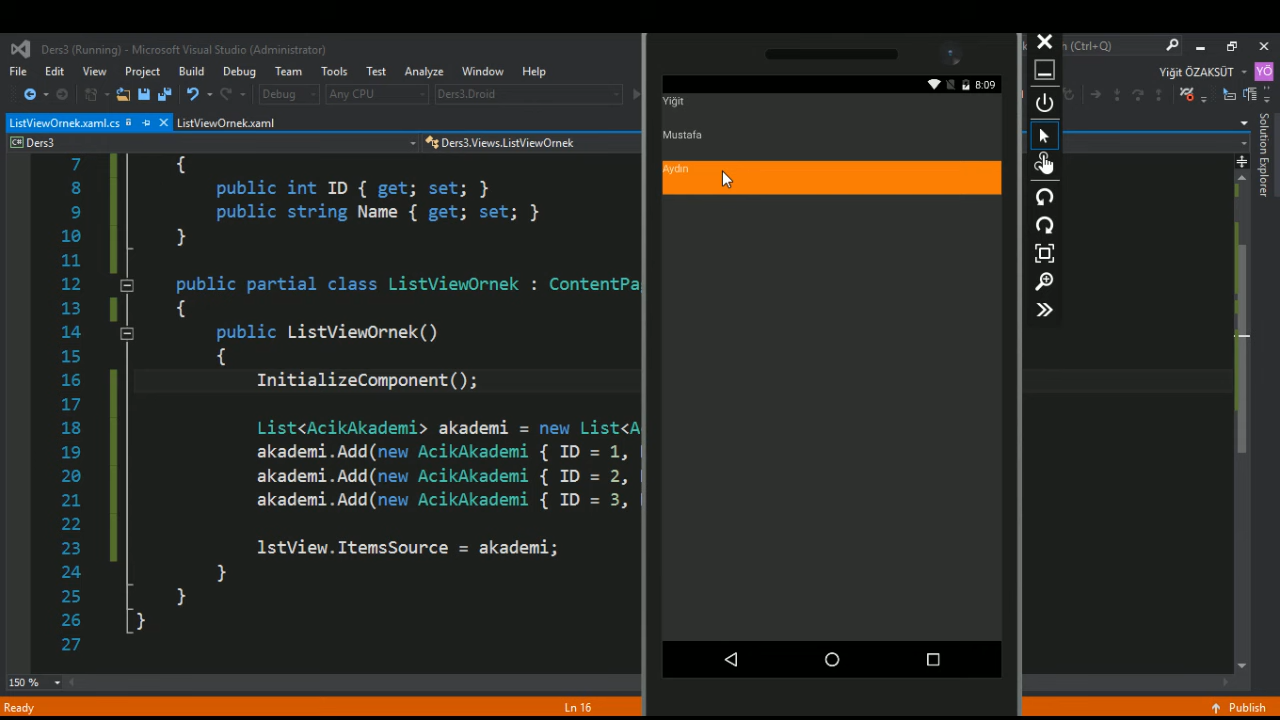 Ders3 (Running) - Microsoft Visual Studio (Administrator)
(Ctrl+Q)
File Edit View Project Build Debug Team Tools Test Analyze Window Help
Yiğit ÖZAKSÜT
YÖ
Debug Any CPU Ders3.Droid
ListViewOrnek.xaml.cs ListViewOrnek.xaml
Ders3 Ders3.Views.ListViewOrnek
7 {
8 public int ID { get; set; }
9 public string Name { get; set; }
10 }
11
12 public partial class ListViewOrnek : ContentPa
13 {
14 public ListViewOrnek()
15 {
16 InitializeComponent();
17
18 List<AcikAkademi> akademi = new List<A
19 akademi.Add(new AcikAkademi { ID = 1,
20 akademi.Add(new AcikAkademi { ID = 2,
21 akademi.Add(new AcikAkademi { ID = 3,
22
23 lstView.ItemsSource = akademi;
24 }
25 }
26 }
27
150 %
Ready Ln 16 Publish
8:09
Yiğit
Mustafa
Aydın
Solution Explorer